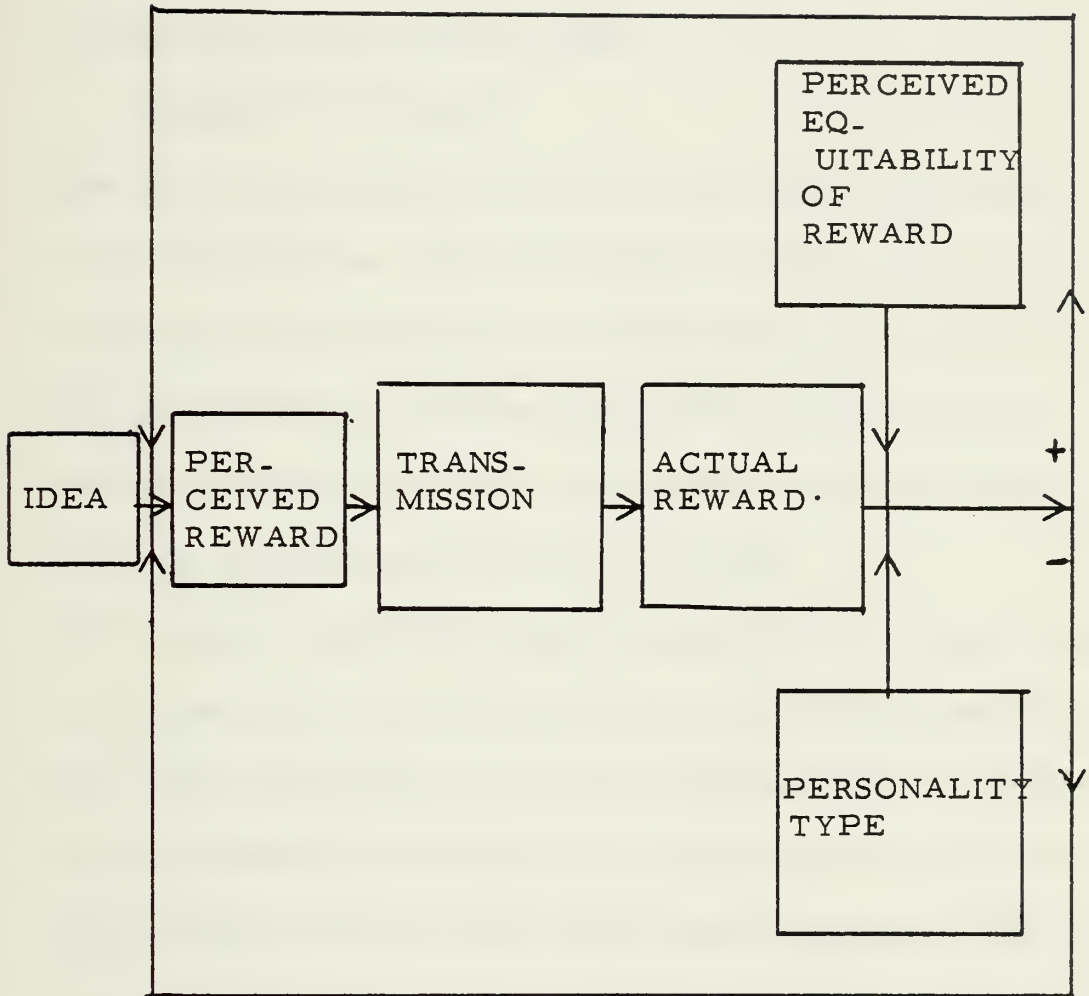 PERCEIVED
EQ-
UITABILITY
OF
REWARD
IDEA
PER-
CEIVED
REWARD
TRANS-
MISSION
ACTUAL
REWARD
+
-
PERSONALITY
TYPE